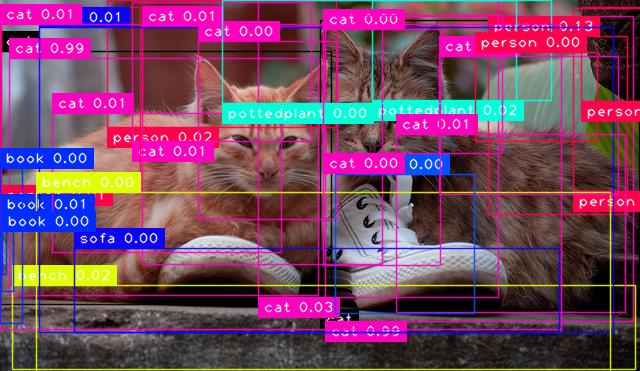 cat 0.01
0.01
cat 0.01
cat 0.00
cat 0.00
person 0.13
cat 0.99
cat
person 0.00
cat 0.01
pottedplant 0.00
pottedplant 0.02
person
cat 0.01
person 0.02
cat 0.01
book 0.00
cat 0.00
0.00
bench 0.00
book 0.01
person
book 0.00
sofa 0.00
bench 0.02
cat 0.03
cat
cat 0.99